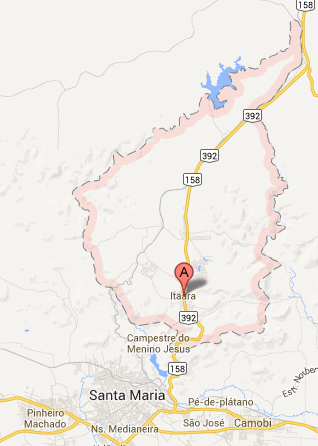 158
392
158
A
Itaara
392
Campestre do
Menino Jesus
158
Santa Maria
Pé-de-plátano
Pinheiro
Machado
São José
Camobi
Ns. Medianeira